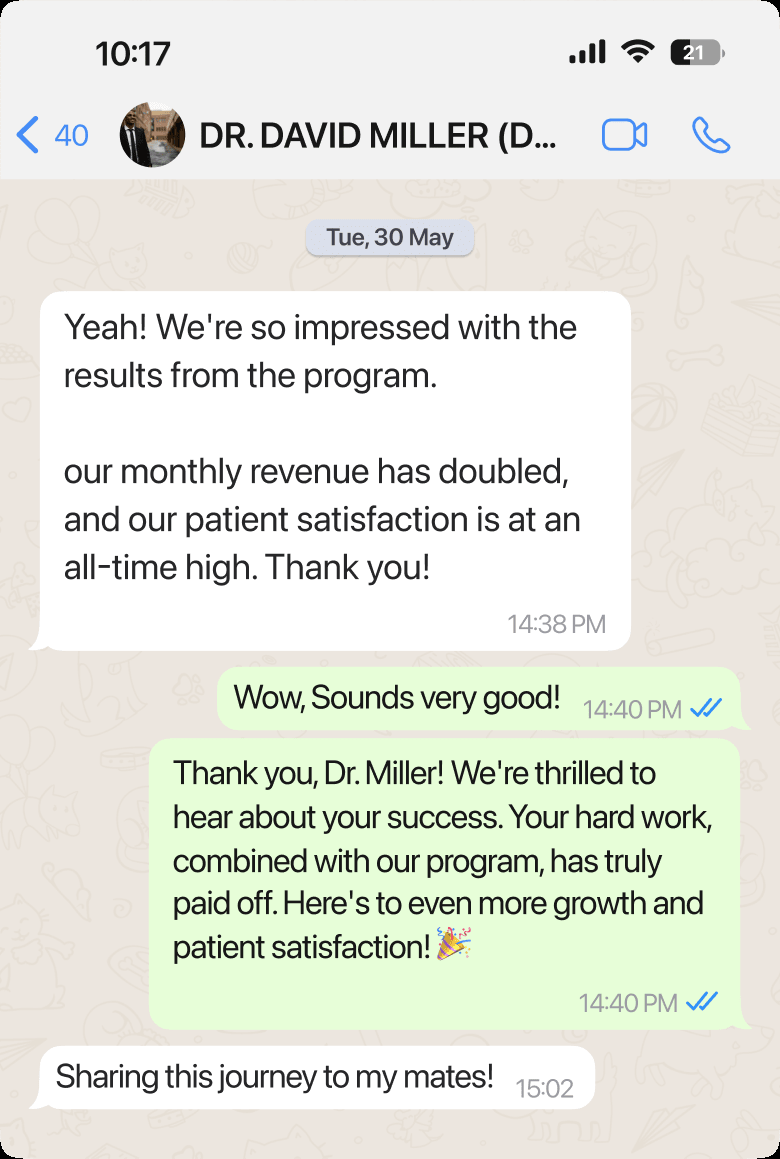 10:17
21
40
DR. DAVID MILLER (D...
Tue, 30 May
Yeah! We're so impressed with the
results from the program.
our monthly revenue has doubled,
and our patient satisfaction is at an
all-time high. Thank you!
14:38 PM
Wow, Sounds very good!
14:40 PM
Thank you, Dr. Miller! We're thrilled to
hear about your success. Your hard work,
combined with our program, has truly
paid off. Here's to even more growth and
patient satisfaction!🎉
14:40 PM
Sharing this journey to my mates!
15:02